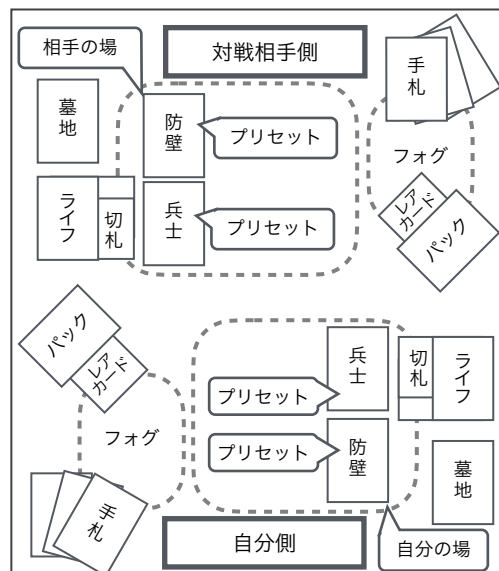 相手の場
対戦相手側
手札
墓地
防壁
プリセット
フォグ
ライフ
切札
兵士
プリセット
レアカード
パック
パック
レアカード
フォグ
手札
兵士
切札
ライフ
プリセット
プリセット
防壁
墓地
自分側
自分の場